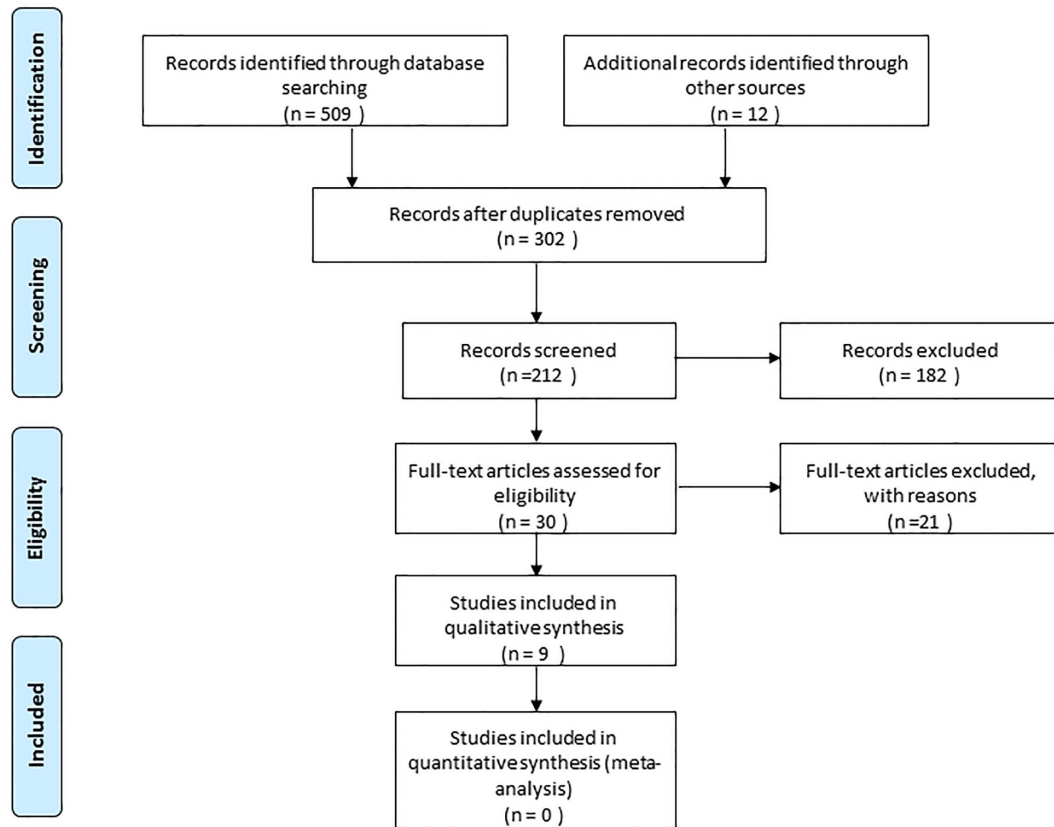 Identification
Records identified through database
searching
(n = 509 )
Additional records identified through
other sources
(n = 12 )
Records after duplicates removed
(n = 302 )
Screening
Records screened
(n =212 )
Records excluded
(n = 182 )
Eligibility
Full-text articles assessed for
eligibility
(n = 30 )
Full-text articles excluded,
with reasons
(n =21 )
Studies included in
qualitative synthesis
(n = 9 )
Included
Studies included in
quantitative synthesis (meta-
analysis)
(n = 0 )